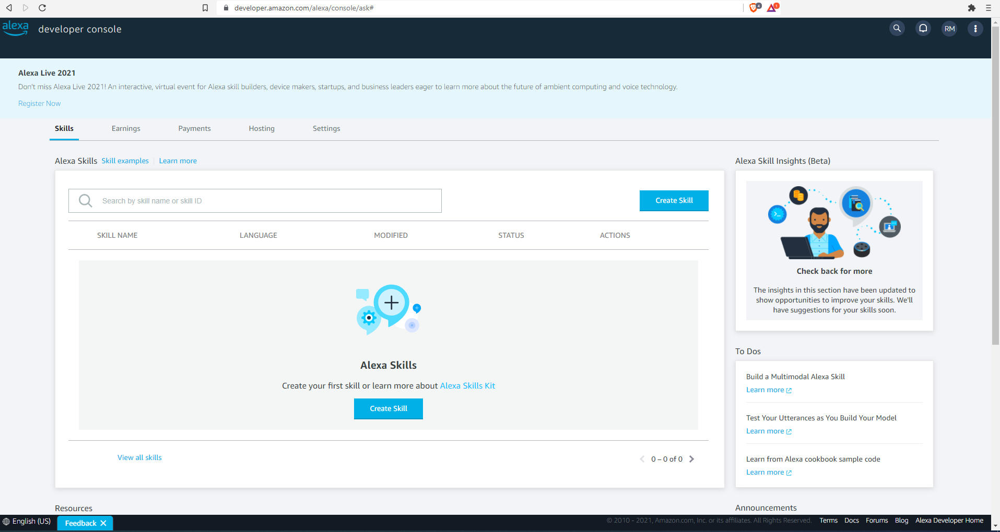 developer.amazon.com/alexa/console/ask#
4
1
alexa
developer console
RM
Alexa Live 2021
Don't miss Alexa Live 2021! An interactive, virtual event for Alexa skill builders, device makers, startups, and business leaders eager to learn more about the future of ambient computing and voice technology.
Register Now
Skills
Earnings
Payments
Hosting
Settings
Alexa Skills
Skill examples
Learn more
Search by skill name or skill ID
Create Skill
SKILL NAME
LANGUAGE
MODIFIED
STATUS
ACTIONS
Alexa Skills
Create your first skill or learn more about Alexa Skills Kit
Create Skill
View all skills
0 – 0 of 0
Alexa Skill Insights (Beta)
Check back for more
The insights in this section have been updated to
show opportunities to improve your skills. We'll
have suggestions for your skills soon.
To Dos
Build a Multimodal Alexa Skill
Learn more
Test Your Utterances as You Build Your Model
Learn more
Learn from Alexa cookbook sample code
Learn more
Resources
Announcements
English (US)
Feedback
© 2010 - 2021, Amazon.com, Inc. or its affiliates. All Rights Reserved.
Terms
Docs
Forums
Blog
Alexa Developer Home